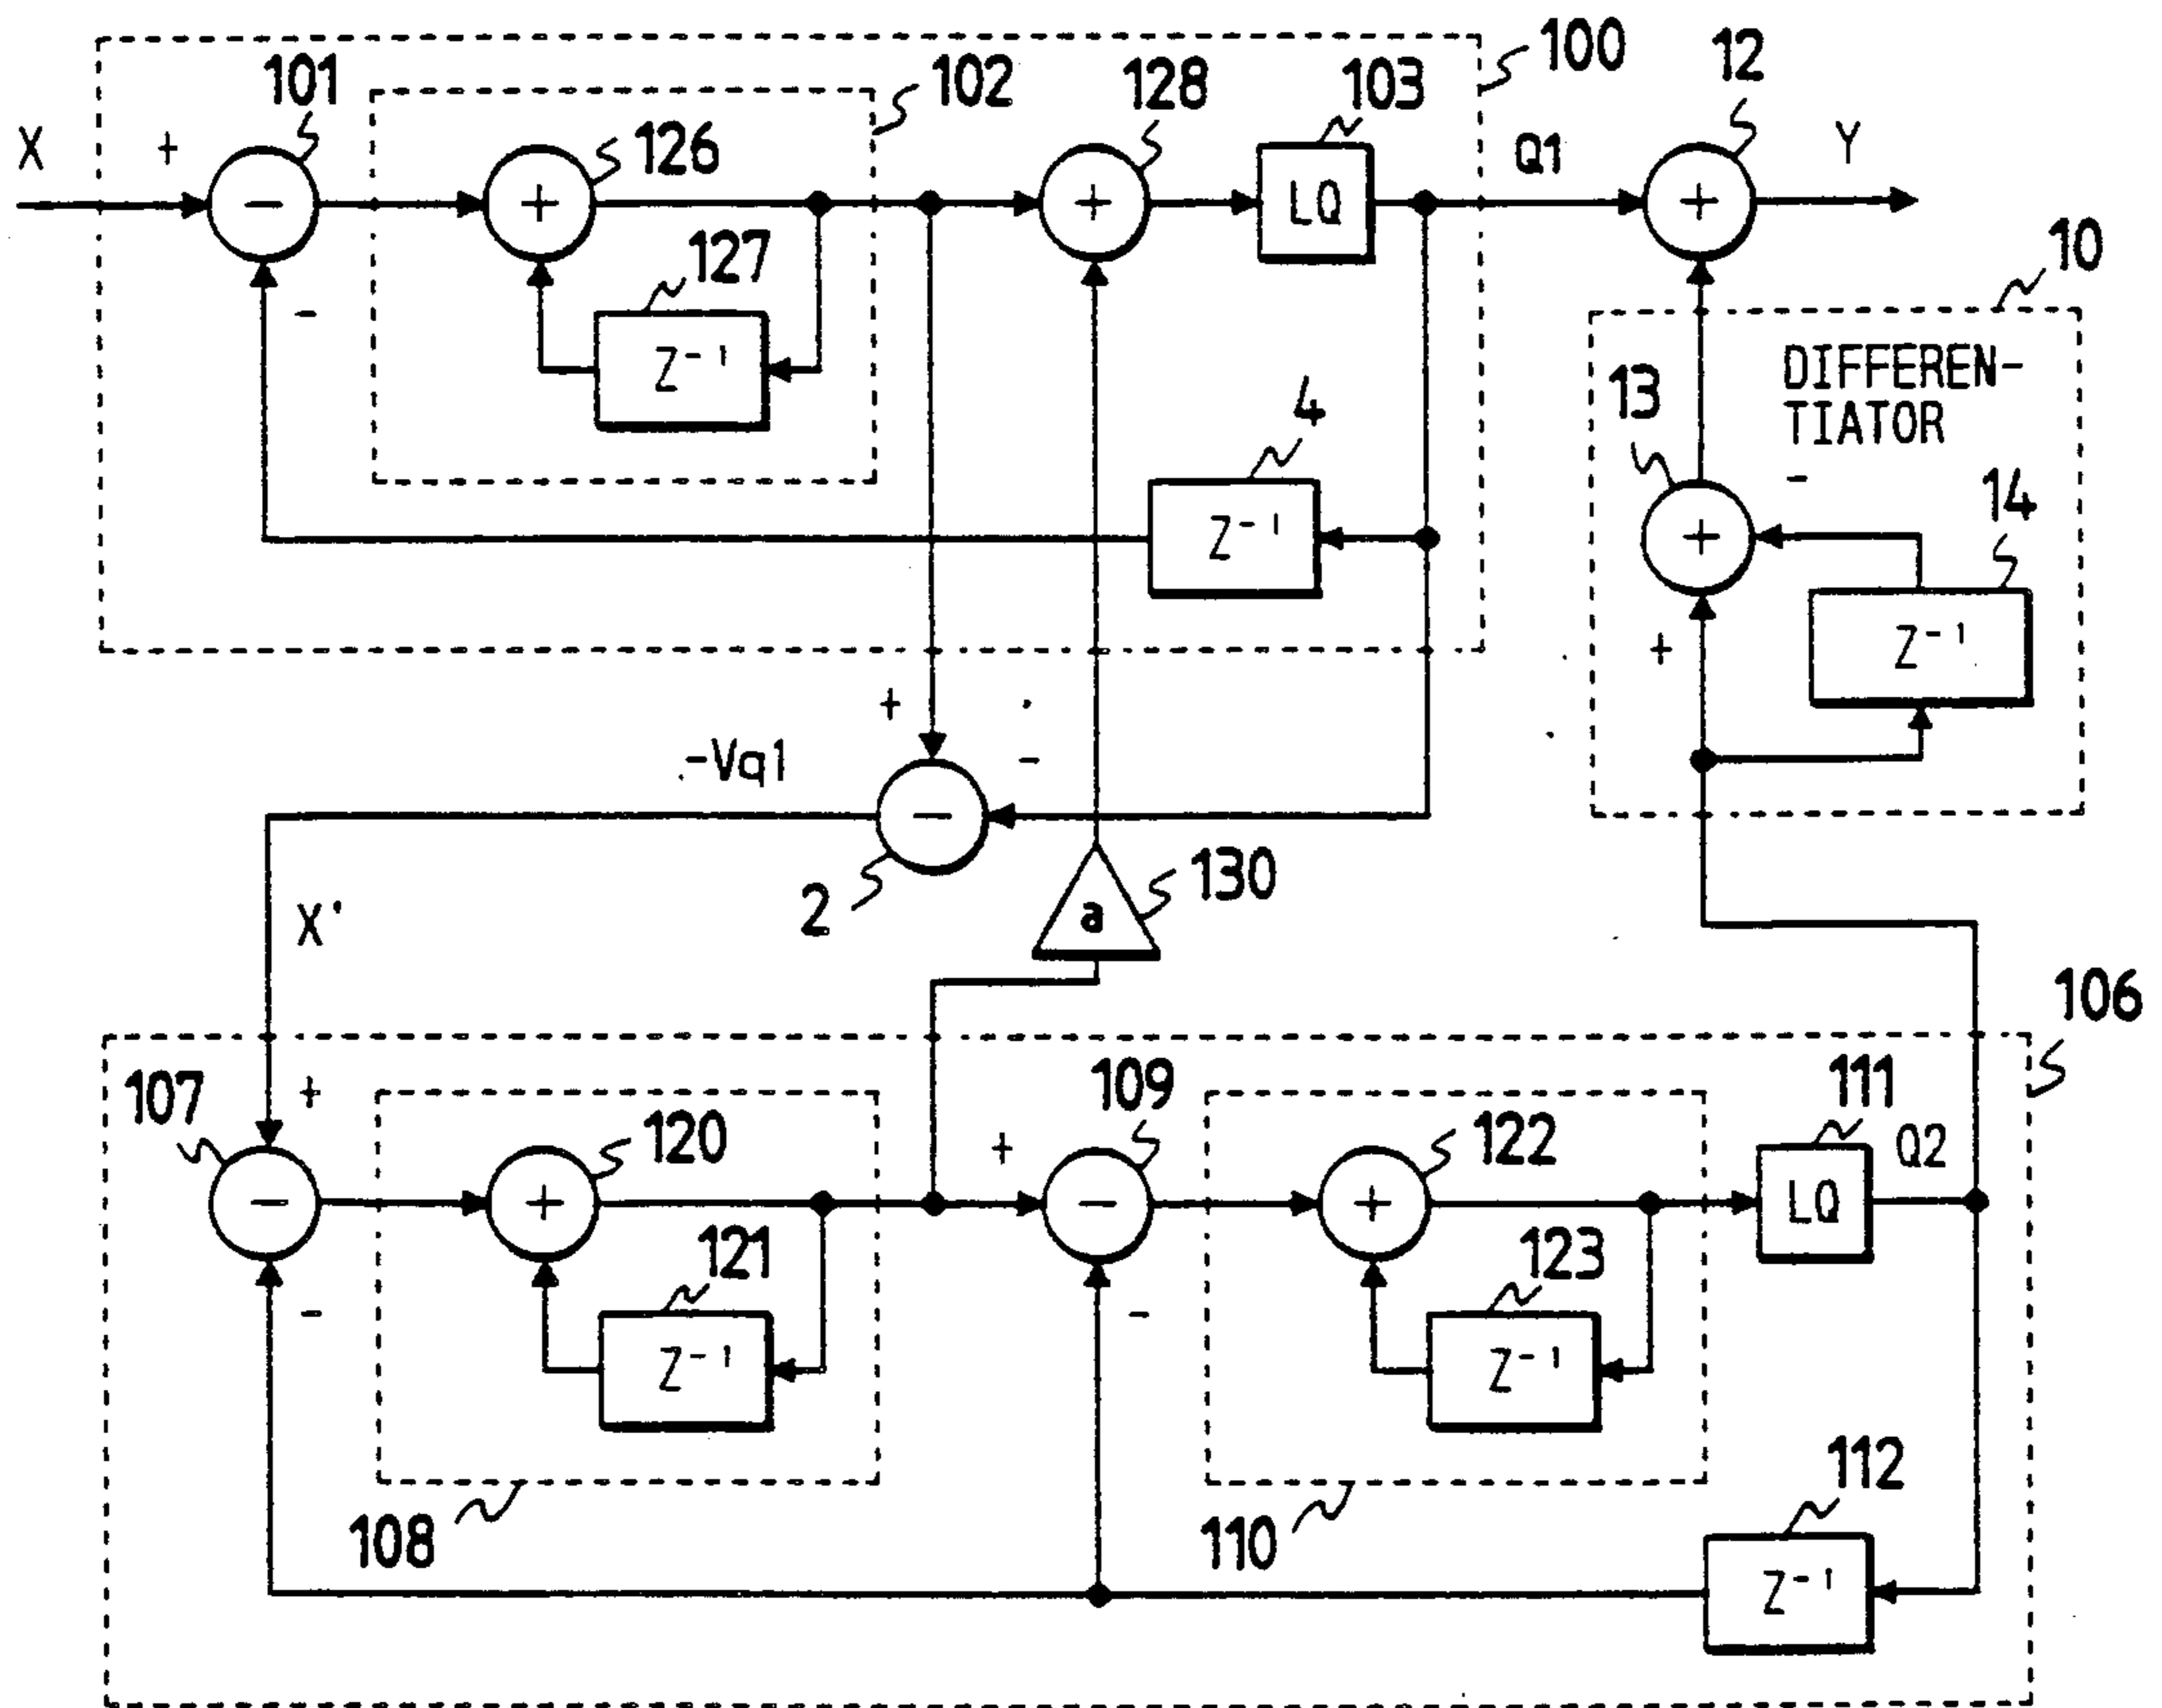 100
12
101
102
128
103
X
+
126
Q1
Y
−
+
+
LQ
+
10
127
-
Z⁻¹
DIFFEREN-
TIATOR
13
4
-
14
Z⁻¹
+
Z⁻¹
+
+
-
-Vq1
−
2
130
X'
a
106
107
+
109
111
120
+
122
Q2
−
+
−
+
LQ
121
123
-
-
Z⁻¹
Z⁻¹
112
108
110
Z⁻¹